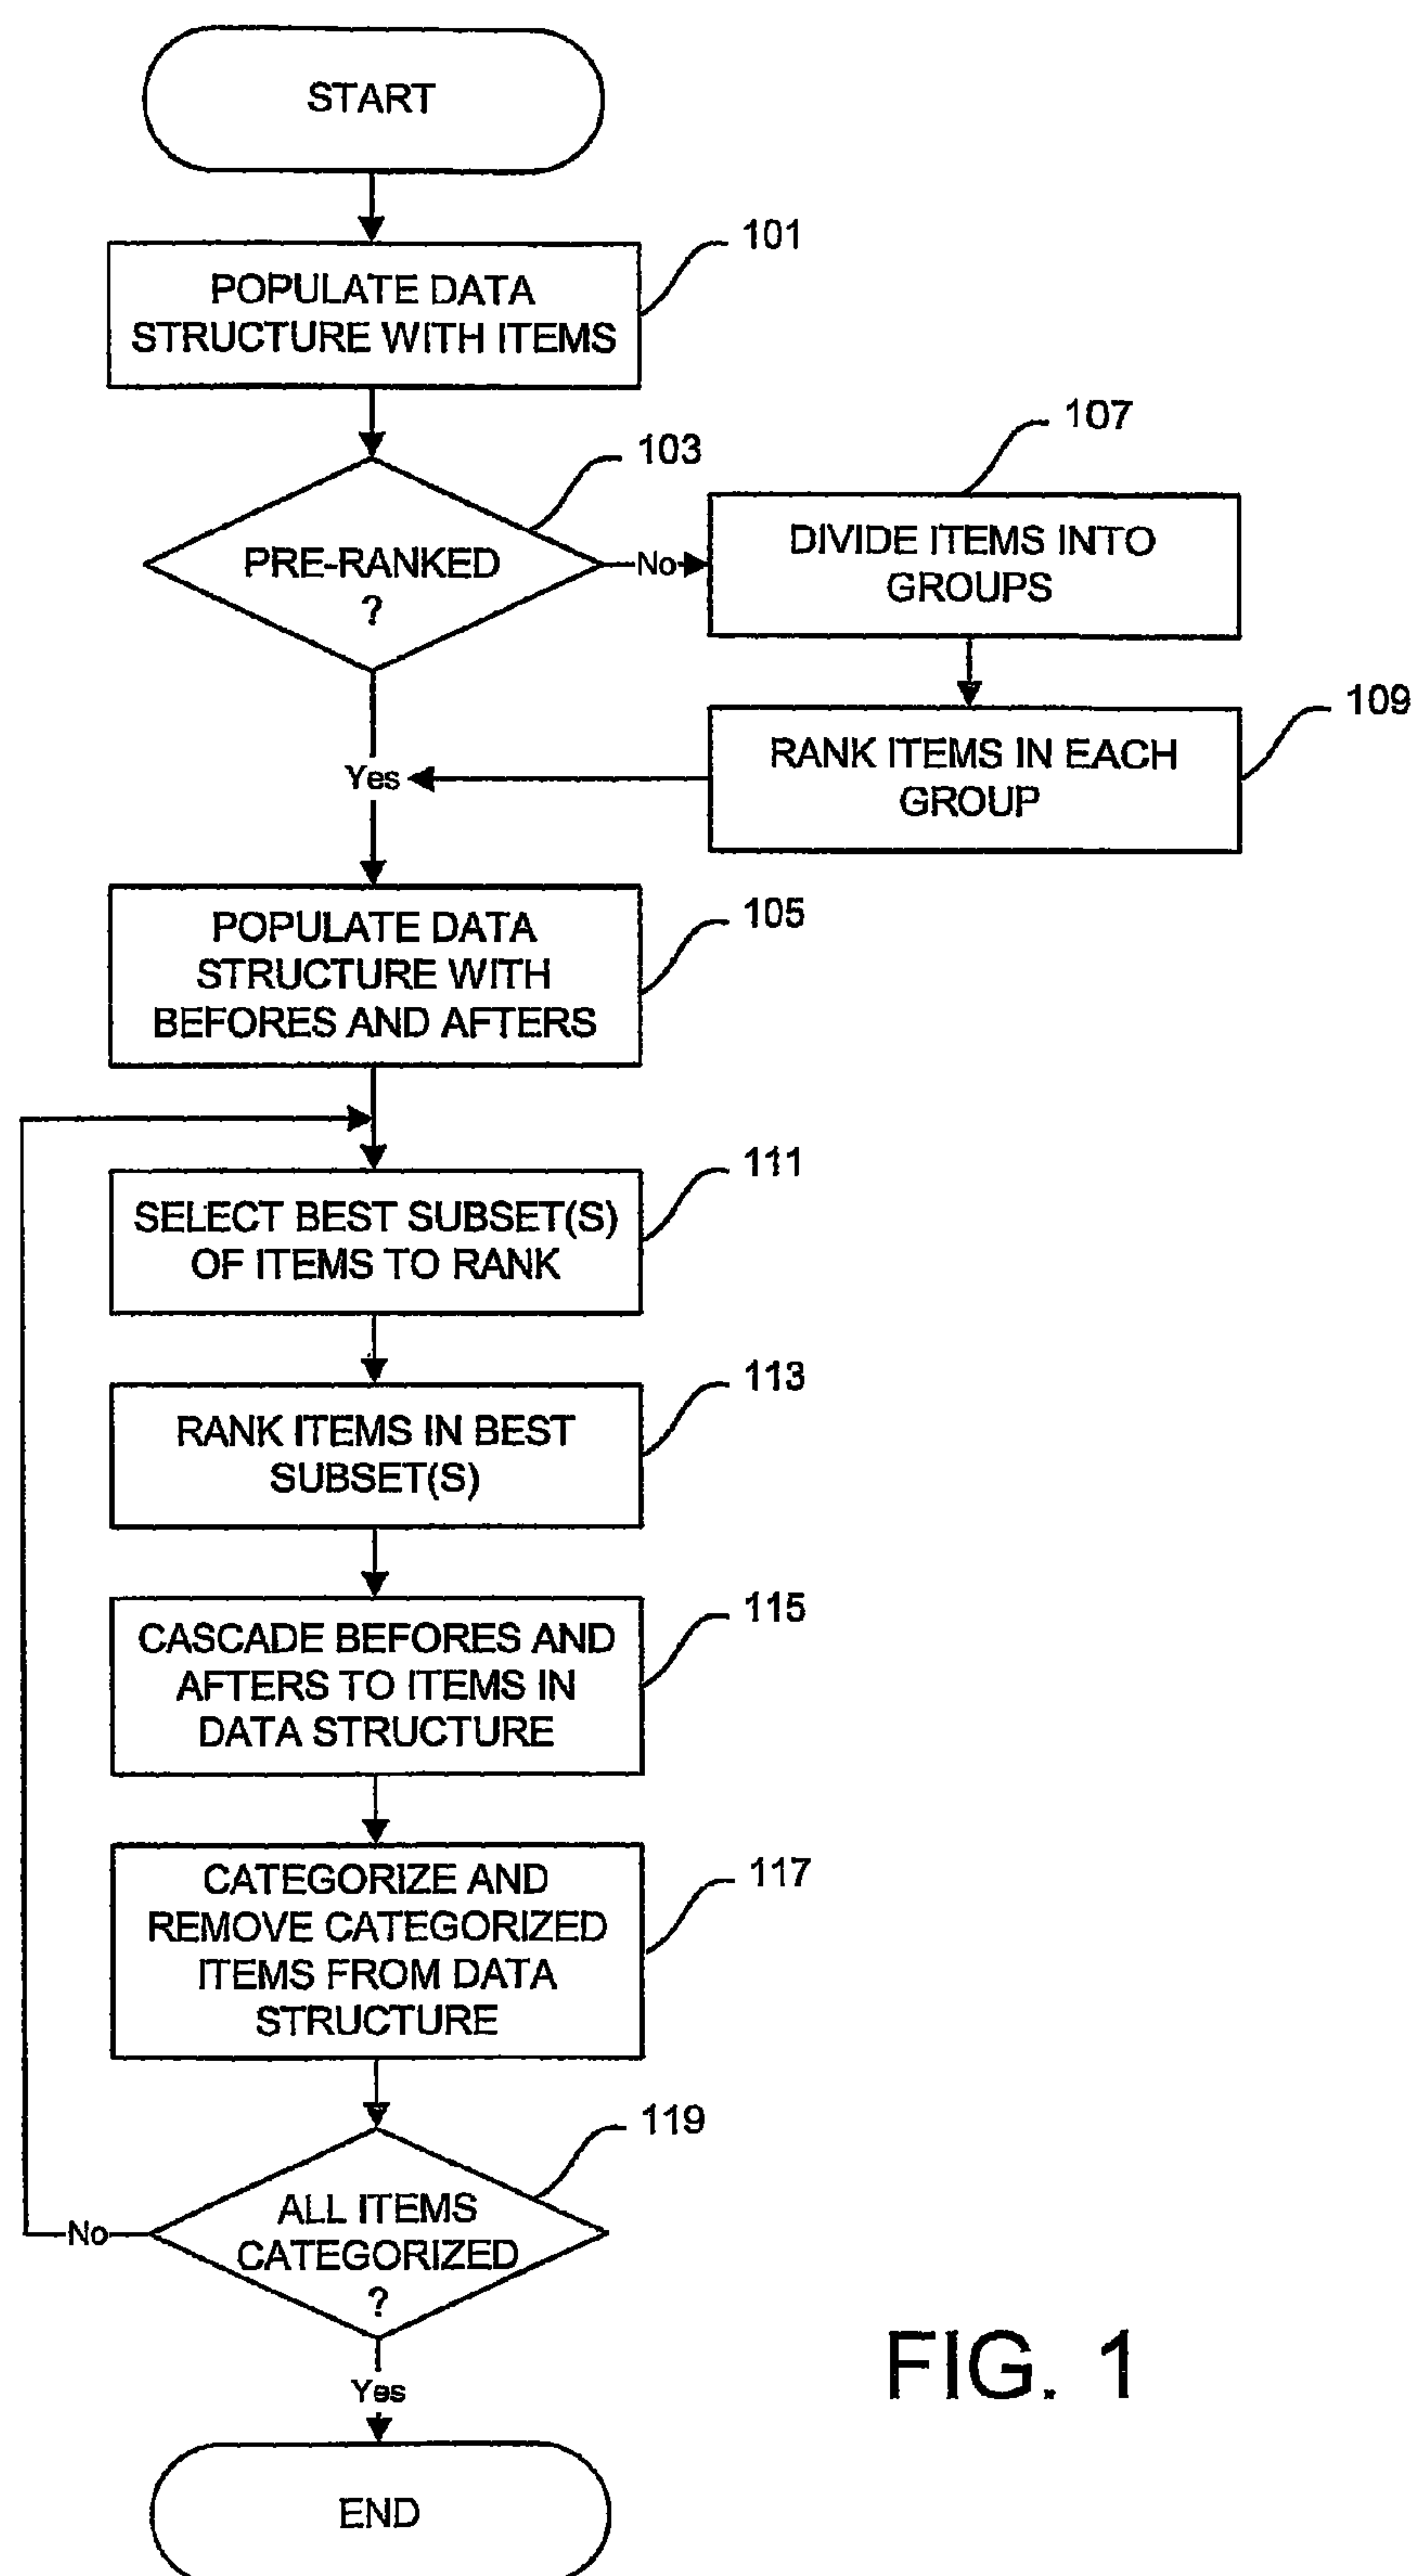 START
101
POPULATE DATA
STRUCTURE WITH ITEMS
103
PRE-RANKED
?
No
107
DIVIDE ITEMS INTO
GROUPS
109
RANK ITEMS IN EACH
GROUP
Yes
105
POPULATE DATA
STRUCTURE WITH
BEFORES AND AFTERS
111
SELECT BEST SUBSET(S)
OF ITEMS TO RANK
113
RANK ITEMS IN BEST
SUBSET(S)
115
CASCADE BEFORES AND
AFTERS TO ITEMS IN
DATA STRUCTURE
117
CATEGORIZE AND
REMOVE CATEGORIZED
ITEMS FROM DATA
STRUCTURE
119
ALL ITEMS
CATEGORIZED
?
No
Yes
END
FIG. 1